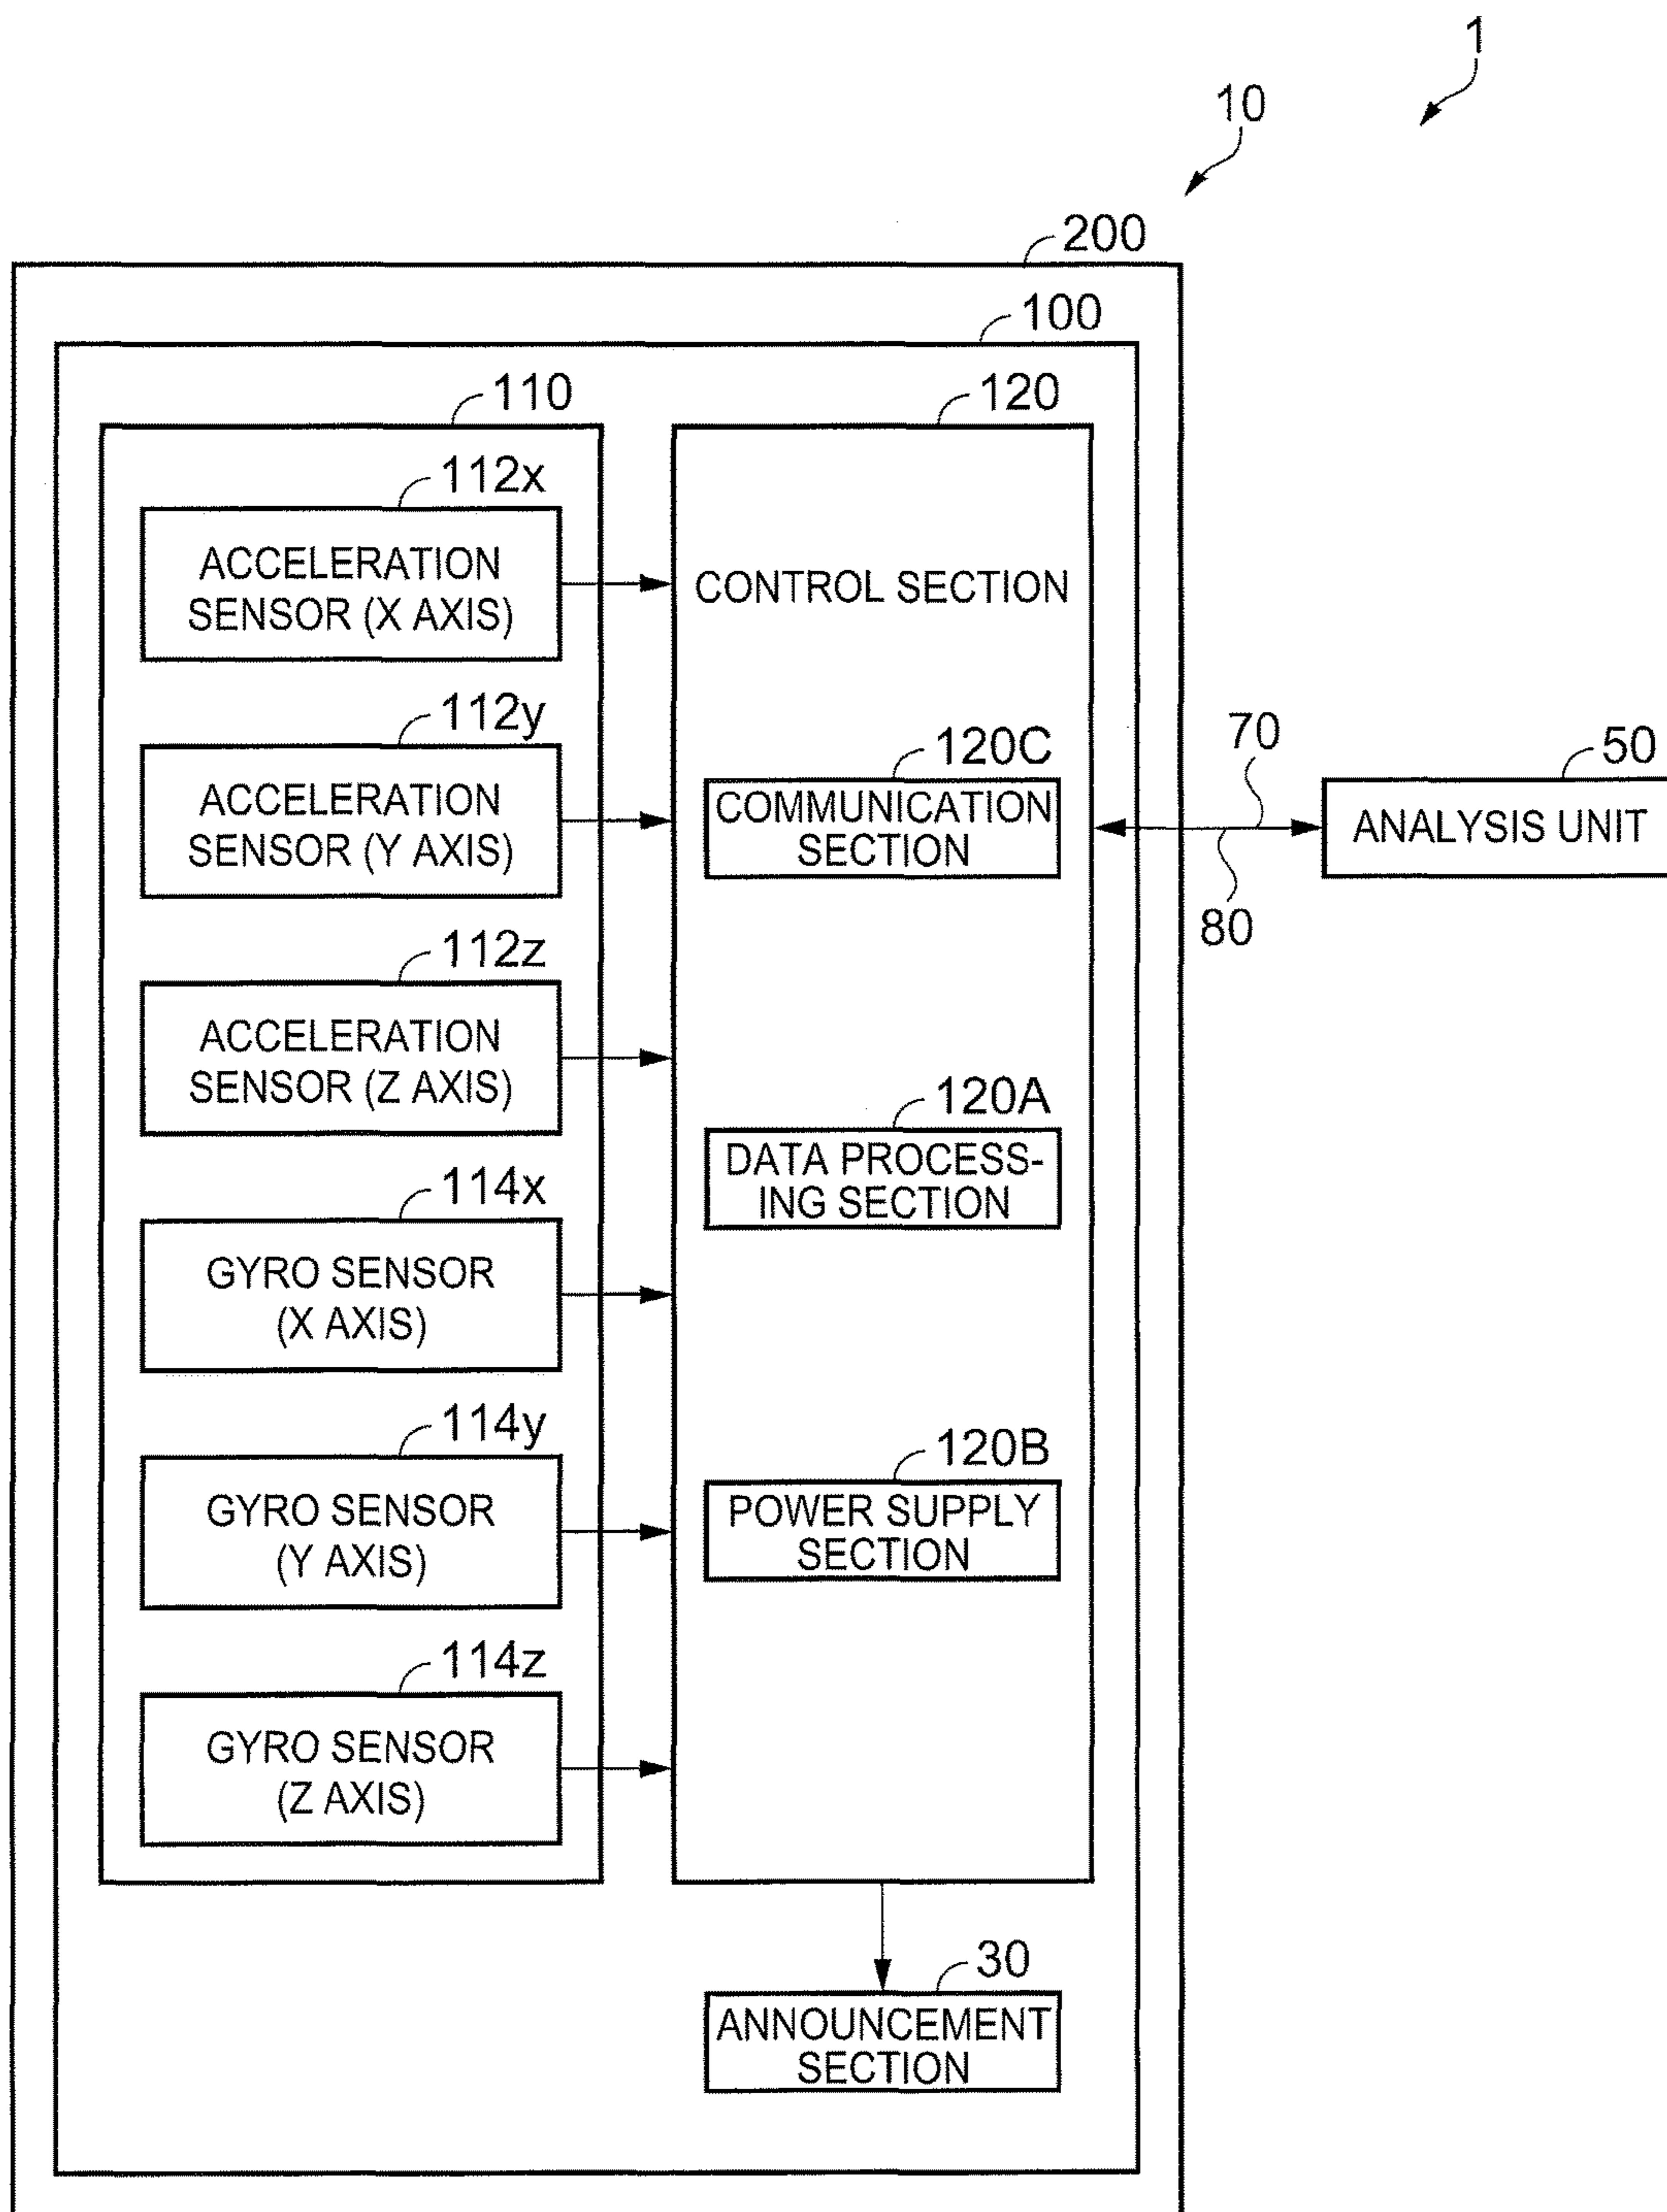 1
10
200
100
110
120
112x
ACCELERATION
SENSOR (X AXIS)
CONTROL SECTION
112y
ACCELERATION
SENSOR (Y AXIS)
120C
COMMUNICATION
SECTION
70
80
50
ANALYSIS UNIT
112z
ACCELERATION
SENSOR (Z AXIS)
120A
DATA PROCESS-
ING SECTION
114x
GYRO SENSOR
(X AXIS)
114y
GYRO SENSOR
(Y AXIS)
120B
POWER SUPPLY
SECTION
114z
GYRO SENSOR
(Z AXIS)
30
ANNOUNCEMENT
SECTION